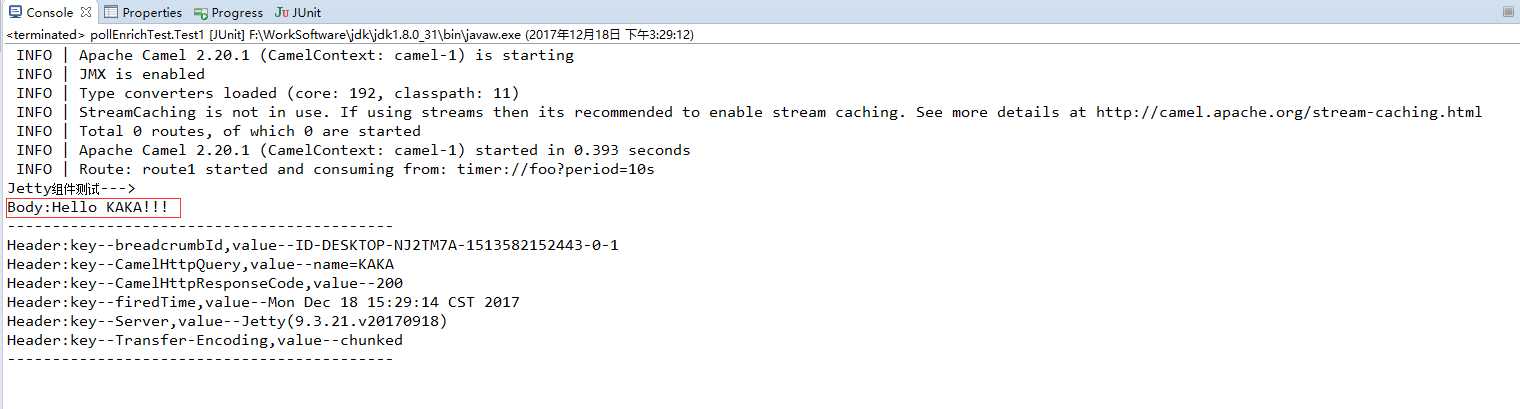 Console Properties Progress JUnit
<terminated> pollEnrichTest.Test1 [JUnit] F:\WorkSoftware\jdk\jdk1.8.0_31\bin\javaw.exe (2017年12月18日 下午3:29:12)
INFO | Apache Camel 2.20.1 (CamelContext: camel-1) is starting
INFO | JMX is enabled
INFO | Type converters loaded (core: 192, classpath: 11)
INFO | StreamCaching is not in use. If using streams then its recommended to enable stream caching. See more details at http://camel.apache.org/stream-caching.html
INFO | Total 0 routes, of which 0 are started
INFO | Apache Camel 2.20.1 (CamelContext: camel-1) started in 0.393 seconds
INFO | Route: route1 started and consuming from: timer://foo?period=10s
Jetty组件测试--->
Body:Hello KAKA!!!
-------------------------------------------
Header:key--breadcrumbId,value--ID-DESKTOP-NJ2TM7A-1513582152443-0-1
Header:key--CamelHttpQuery,value--name=KAKA
Header:key--CamelHttpResponseCode,value--200
Header:key--firedTime,value--Mon Dec 18 15:29:14 CST 2017
Header:key--Server,value--Jetty(9.3.21.v20170918)
Header:key--Transfer-Encoding,value--chunked
-------------------------------------------